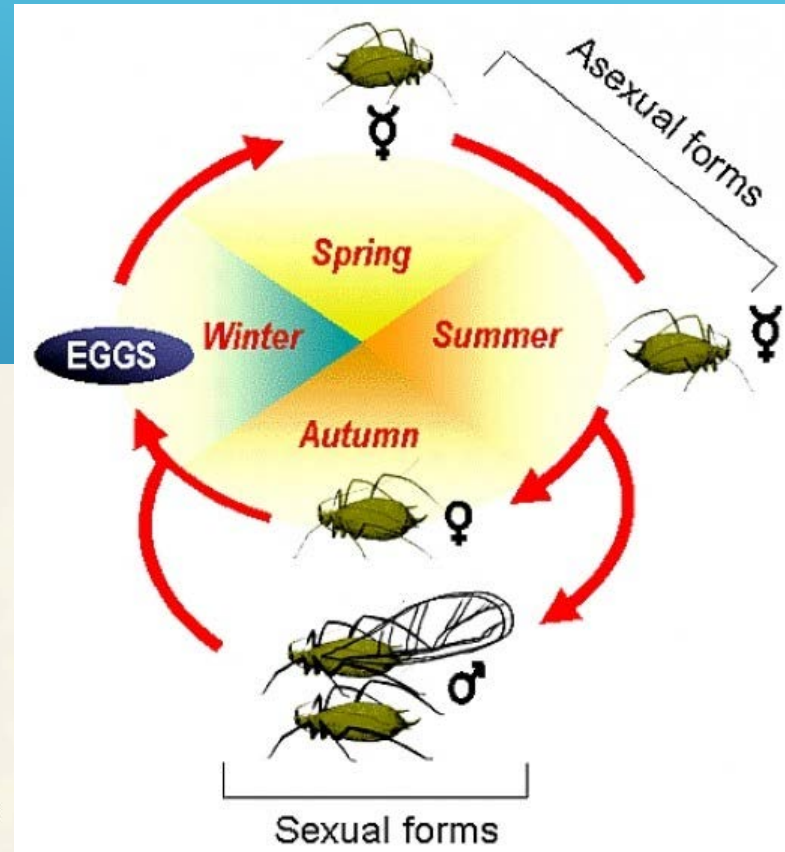 Asexual forms
☿
Spring
EGGS
Winter
Summer
☿
Autumn
♀
♂
Sexual forms